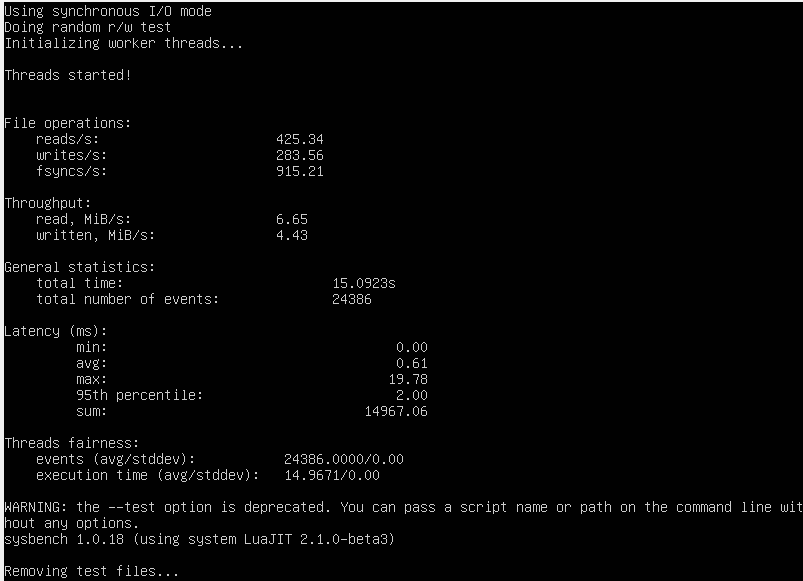 Using synchronous I/O mode
Doing random r/w test
Initializing worker threads...
Threads started!
File operations:
reads/s: 425.34
writes/s: 283.56
fsyncs/s: 915.21
Throughput:
read, MiB/s: 6.65
written, MiB/s: 4.43
General statistics:
total time: 15.0923s
total number of events: 24386
Latency (ms):
min: 0.00
avg: 0.61
max: 19.78
95th percentile: 2.00
sum: 14967.06
Threads fairness:
events (avg/stddev): 24386.0000/0.00
execution time (avg/stddev): 14.9671/0.00
WARNING: the --test option is deprecated. You can pass a script name or path on the command line wit
hout any options.
sysbench 1.0.18 (using system LuaJIT 2.1.0-beta3)
Removing test files...